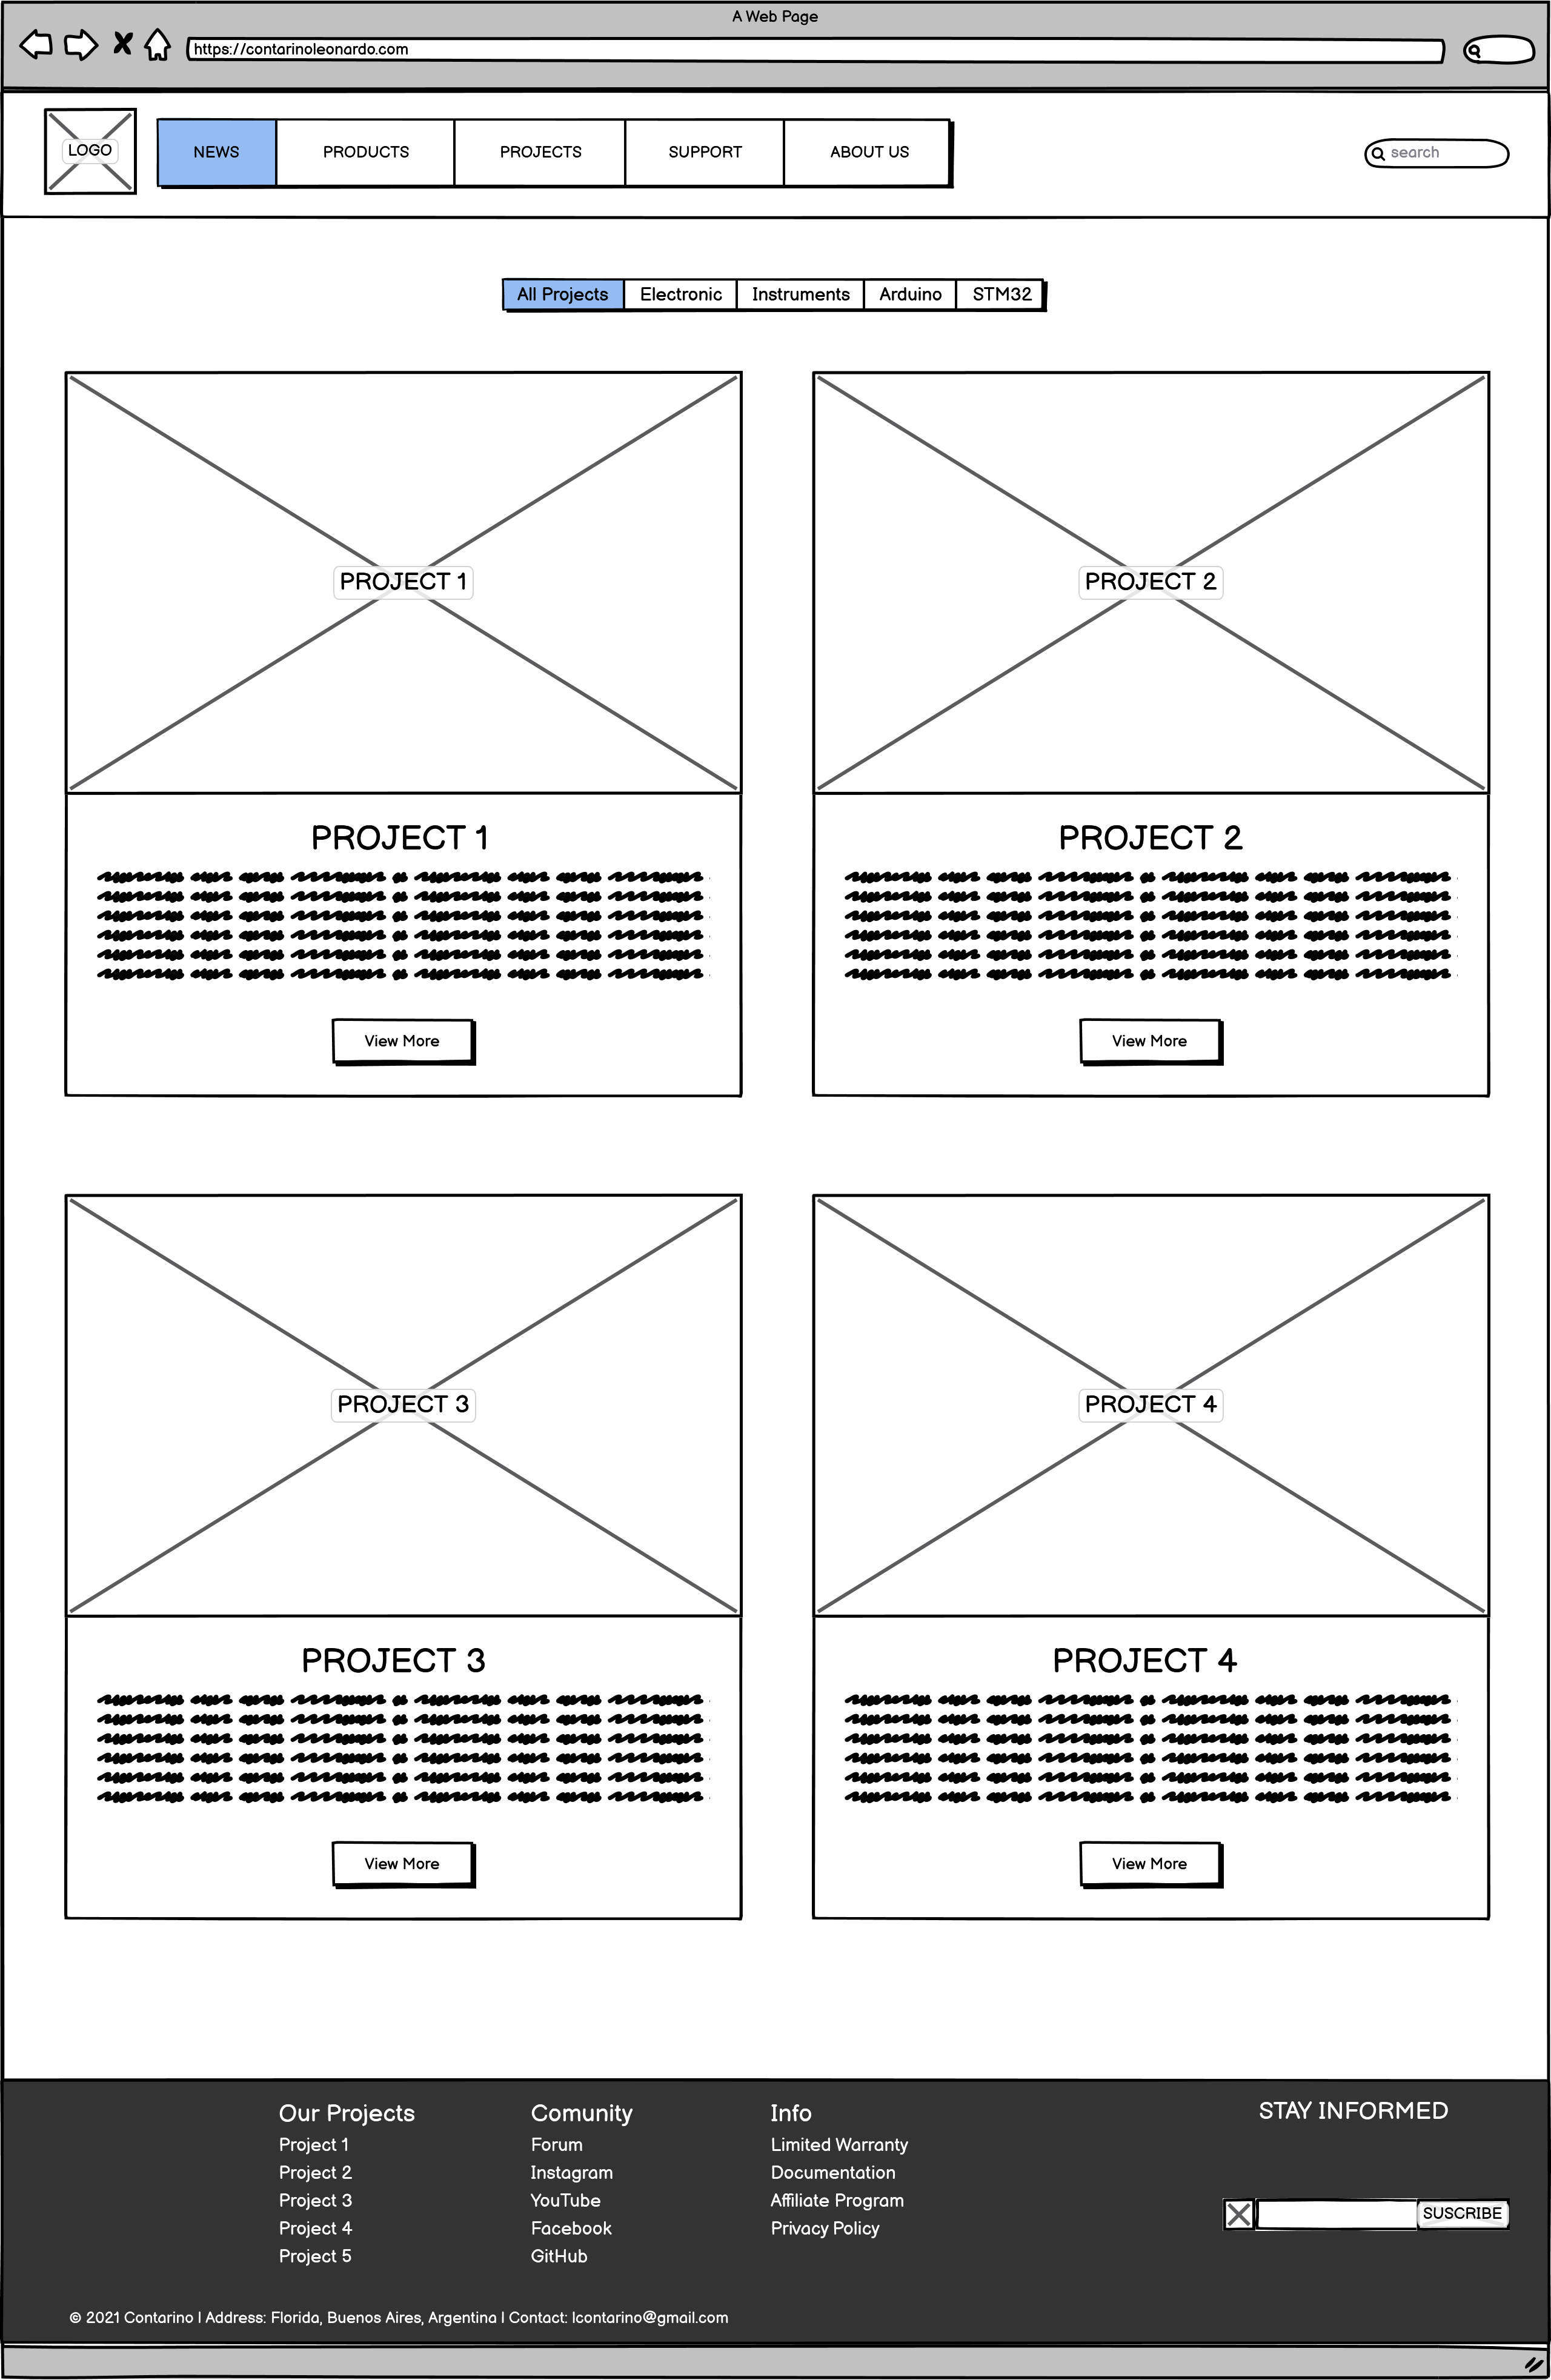 A Web Page
https://contarinoleonardo.com
LOGO
NEWS PRODUCTS PROJECTS SUPPORT ABOUT US
search
All Projects Electronic Instruments Arduino STM32
PROJECT 1
PROJECT 2
PROJECT 1
PROJECT 2
View More
View More
PROJECT 3
PROJECT 4
PROJECT 3
PROJECT 4
View More
View More
Our Projects
Project 1
Project 2
Project 3
Project 4
Project 5
Comunity
Forum
Instagram
YouTube
Facebook
GitHub
Info
Limited Warranty
Documentation
Affiliate Program
Privacy Policy
STAY INFORMED
SUSCRIBE
© 2021 Contarino | Address: Florida, Buenos Aires, Argentina | Contact: lcontarino@gmail.com